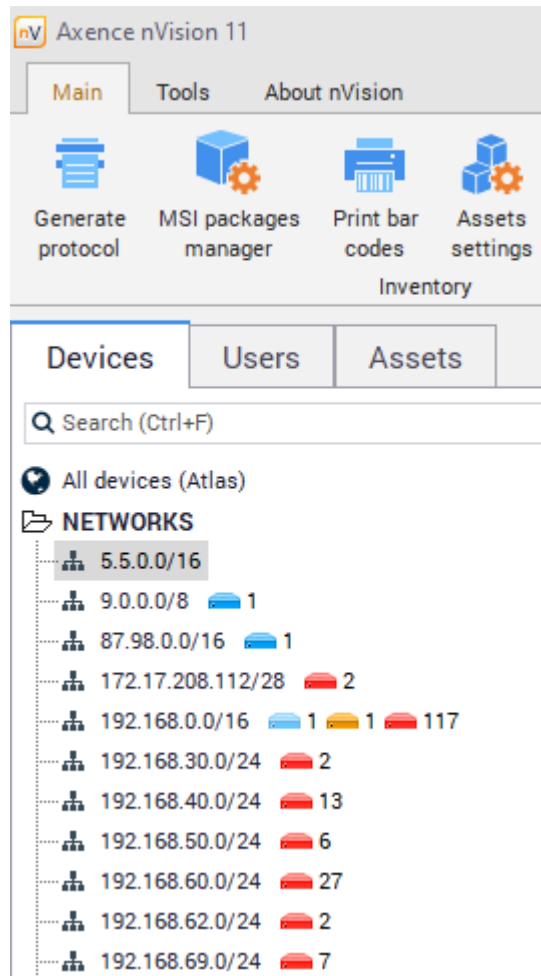 nV Axence nVision 11
Main Tools About nVision
Generate protocol
MSI packages manager
Print bar codes
Assets settings
Inventory
Devices Users Assets
Search (Ctrl+F)
All devices (Atlas)
NETWORKS
5.5.0.0/16
9.0.0.0/8 1
87.98.0.0/16 1
172.17.208.112/28 2
192.168.0.0/16 1 1 117
192.168.30.0/24 2
192.168.40.0/24 13
192.168.50.0/24 6
192.168.60.0/24 27
192.168.62.0/24 2
192.168.69.0/24 7